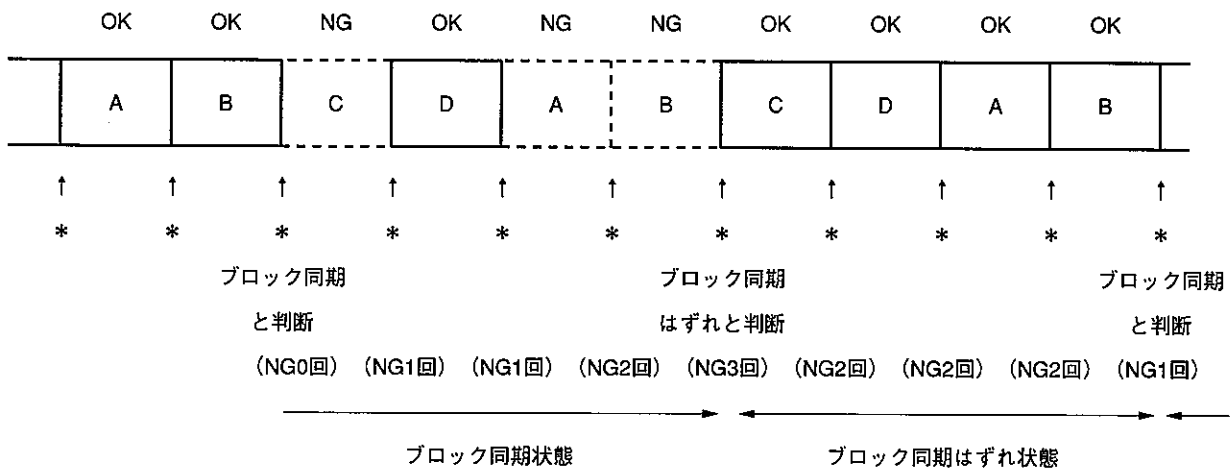 OK OK NG OK NG NG OK OK OK OK
A B C D A B C D A B
↑ ↑ ↑ ↑ ↑ ↑ ↑ ↑ ↑ ↑ ↑
* * * * * * * * * * *
ブロック同期 ブロック同期 ブロック同期
と判断 はずれと判断 と判断
(NG0回) (NG1回) (NG1回) (NG2回) (NG3回) (NG2回) (NG2回) (NG2回) (NG1回)
ブロック同期状態 ブロック同期はずれ状態